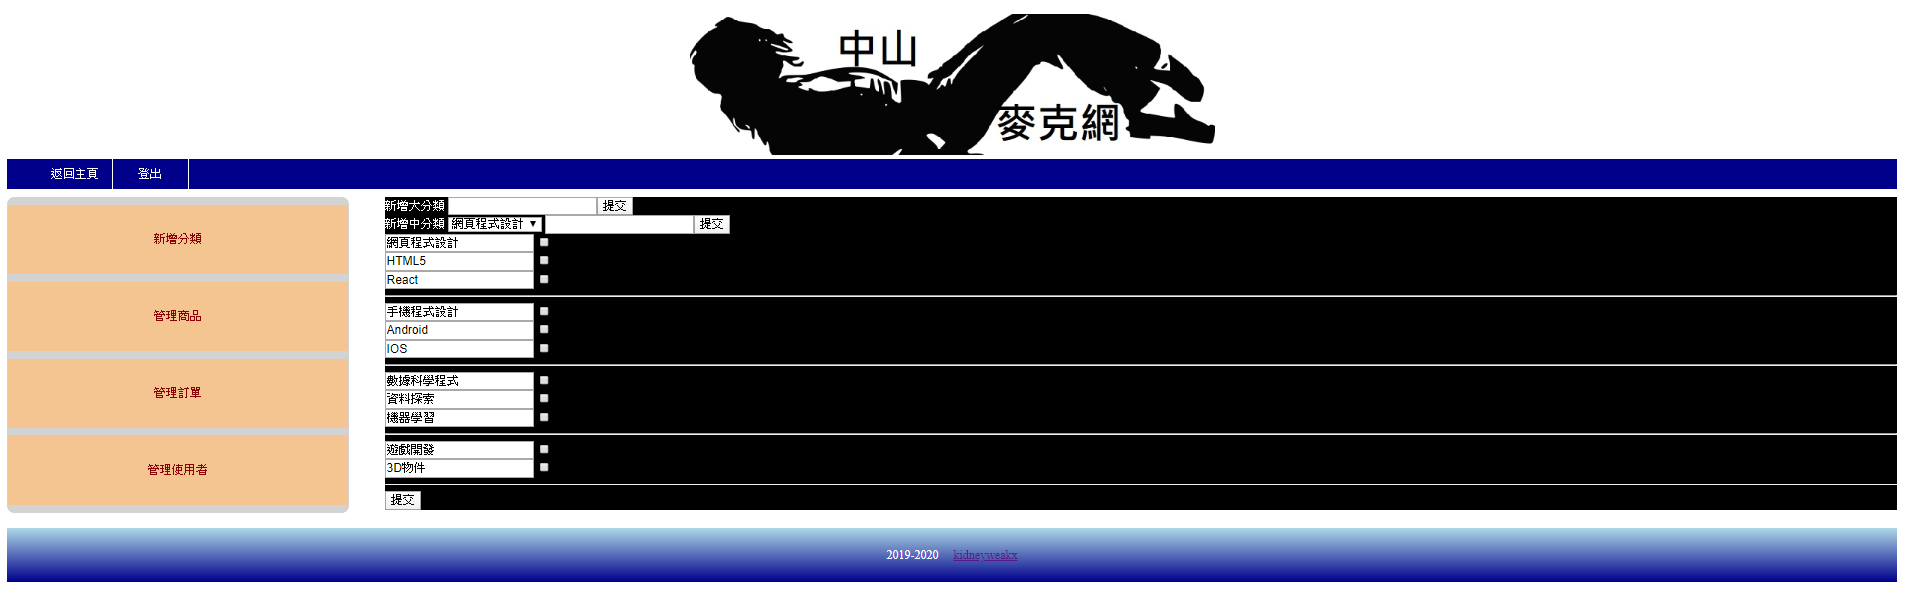 中山
麥克網
返回主頁 登出
新增分類
管理商品
管理訂單
管理使用者
新增大分類 提交
新增中分類 網頁程式設計 提交
網頁程式設計
HTML5
React
手機程式設計
Android
IOS
數據科學程式
資料探索
機器學習
遊戲開發
3D物件
提交
2019-2020 kidneyweakx